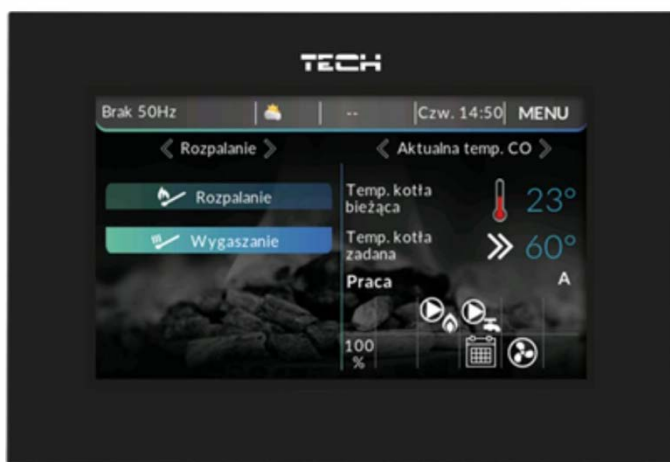 TECH
Brak 50Hz -- Czw. 14:50 MENU
Rozpalanie
Rozpalanie
Wygaszanie
Aktualna temp. CO
Temp. kotła
bieżąca
23°
Temp. kotła
zadana
60°
Praca A
100
%